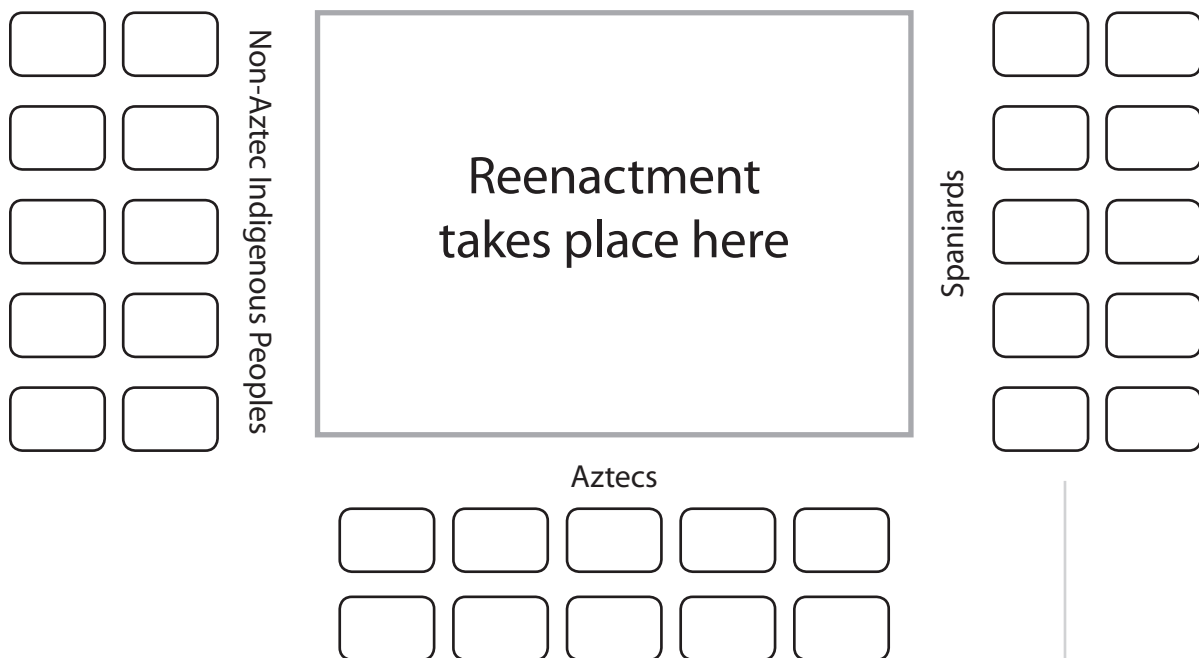 Non-Aztec Indigenous Peoples
Reenactment
takes place here
Spaniards
Aztecs